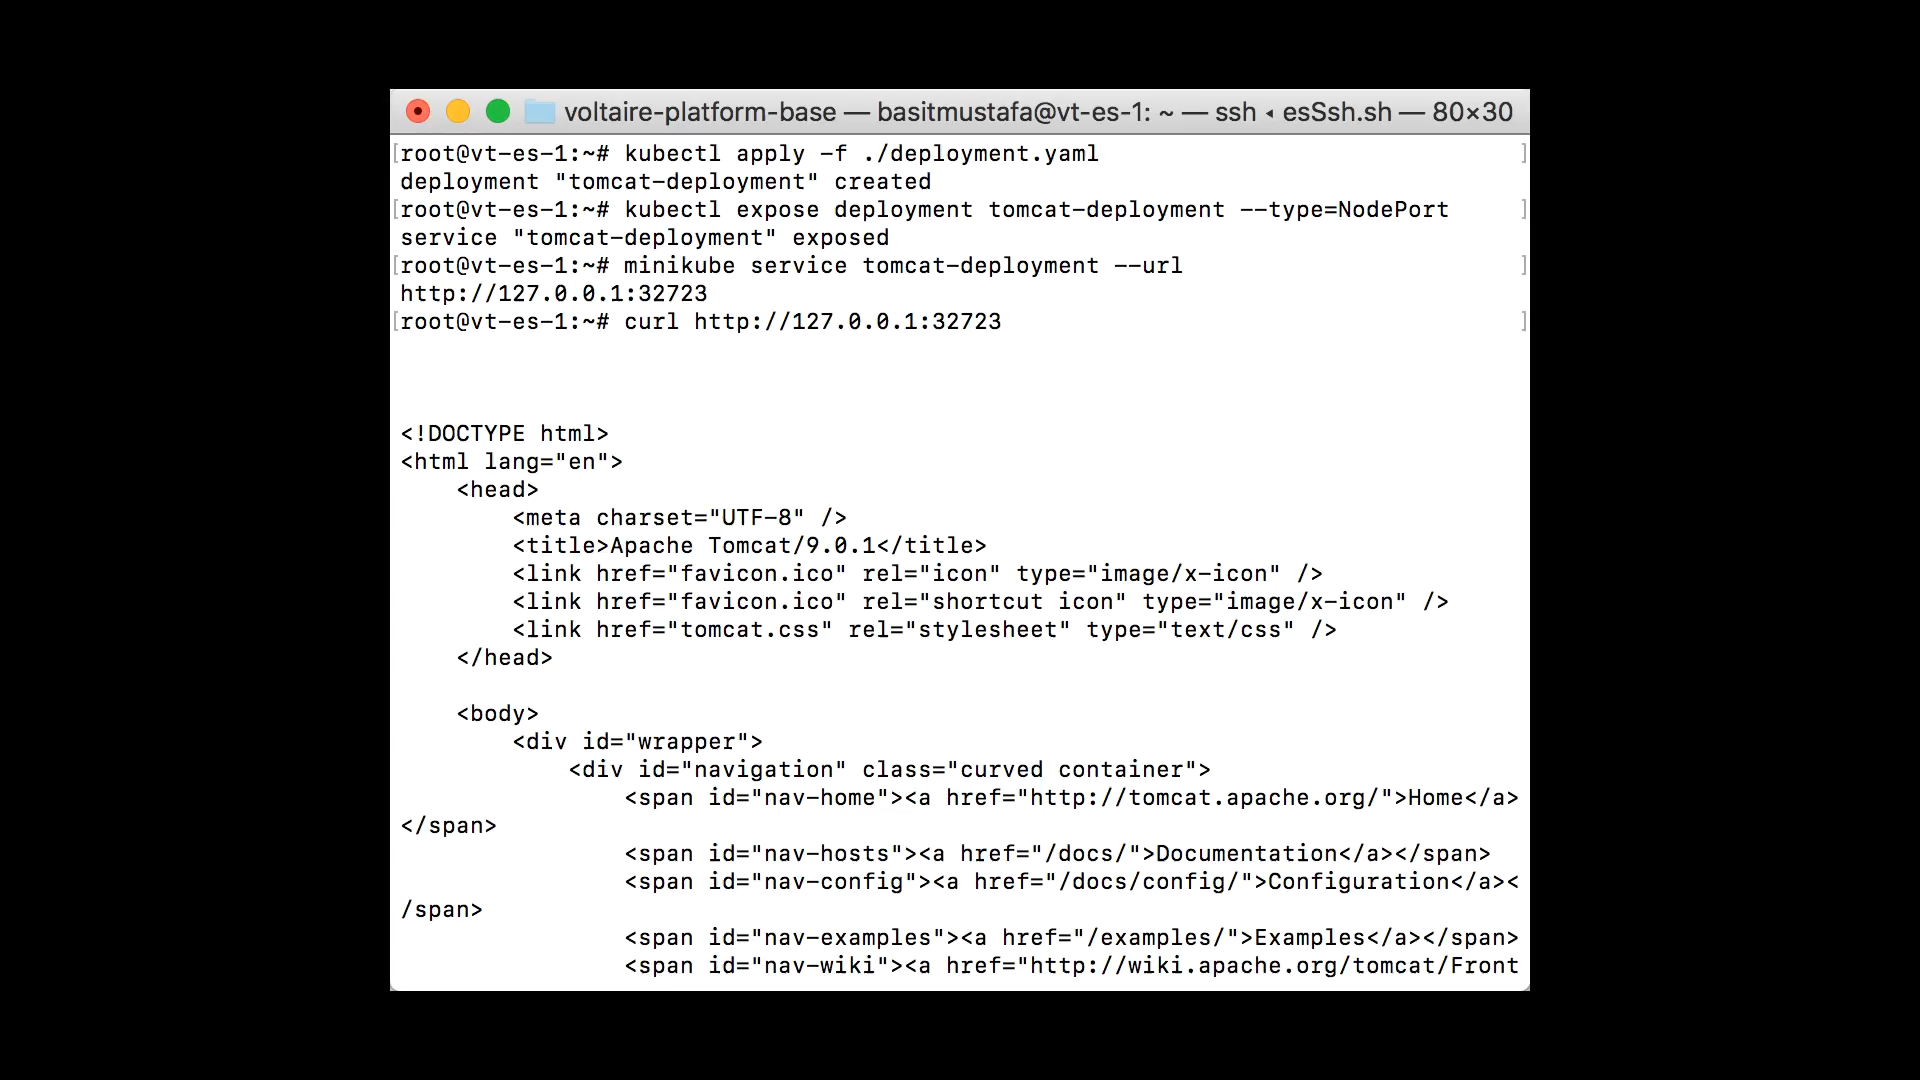 voltaire-platform-base — basitmustafa@vt-es-1: ~ — ssh ◂ esSsh.sh — 80×30
[root@vt-es-1:~# kubectl apply -f ./deployment.yaml ]
deployment "tomcat-deployment" created
[root@vt-es-1:~# kubectl expose deployment tomcat-deployment --type=NodePort ]
service "tomcat-deployment" exposed
[root@vt-es-1:~# minikube service tomcat-deployment --url ]
http://127.0.0.1:32723
[root@vt-es-1:~# curl http://127.0.0.1:32723 ]
<!DOCTYPE html>
<html lang="en">
    <head>
        <meta charset="UTF-8" />
        <title>Apache Tomcat/9.0.1</title>
        <link href="favicon.ico" rel="icon" type="image/x-icon" />
        <link href="favicon.ico" rel="shortcut icon" type="image/x-icon" />
        <link href="tomcat.css" rel="stylesheet" type="text/css" />
    </head>
    <body>
        <div id="wrapper">
            <div id="navigation" class="curved container">
                <span id="nav-home"><a href="http://tomcat.apache.org/">Home</a>
</span>
                <span id="nav-hosts"><a href="/docs/">Documentation</a></span>
                <span id="nav-config"><a href="/docs/config/">Configuration</a><
/span>
                <span id="nav-examples"><a href="/examples/">Examples</a></span>
                <span id="nav-wiki"><a href="http://wiki.apache.org/tomcat/Front